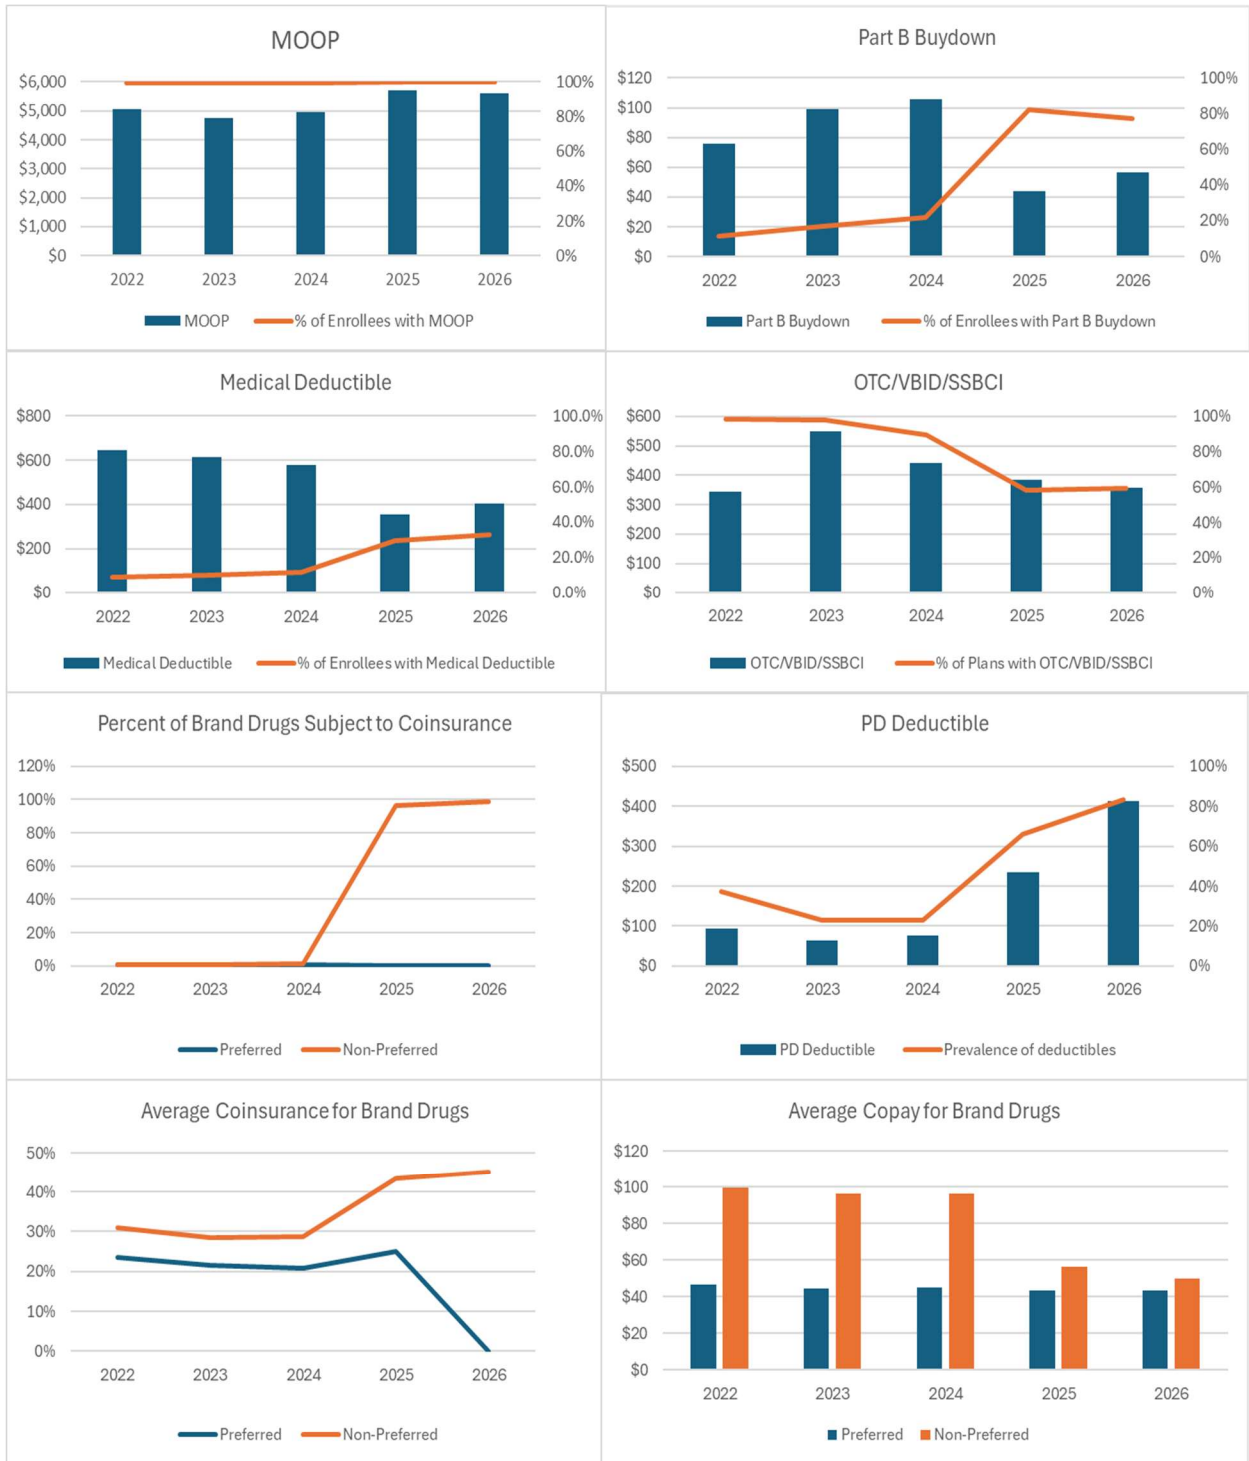 MOOP
$6,000 100%
$5,000 80%
$4,000 60%
$3,000 40%
$2,000 20%
$1,000 0%
$0
2022 2023 2024 2025 2026
MOOP % of Enrollees with MOOP
Part B Buydown
$120 100%
$100 80%
$80 60%
$60 40%
$40 20%
$20 0%
$0
2022 2023 2024 2025 2026
Part B Buydown % of Enrollees with Part B Buydown
Medical Deductible
$800 100.0%
$600 80.0%
$400 60.0%
$200 40.0%
$0 20.0%
0.0%
2022 2023 2024 2025 2026
Medical Deductible % of Enrollees with Medical Deductible
OTC/VBID/SSBCI
$600 100%
$500 80%
$400 60%
$300 40%
$200 20%
$100 0%
$0
2022 2023 2024 2025 2026
OTC/VBID/SSBCI % of Plans with OTC/VBID/SSBCI
Percent of Brand Drugs Subject to Coinsurance
120%
100%
80%
60%
40%
20%
0%
2022 2023 2024 2025 2026
Preferred Non-Preferred
PD Deductible
$500 100%
$400 80%
$300 60%
$200 40%
$100 20%
$0 0%
2022 2023 2024 2025 2026
PD Deductible Prevalence of deductibles
Average Coinsurance for Brand Drugs
50%
40%
30%
20%
10%
0%
2022 2023 2024 2025 2026
Preferred Non-Preferred
Average Copay for Brand Drugs
$120
$100
$80
$60
$40
$20
$0
2022 2023 2024 2025 2026
Preferred Non-Preferred